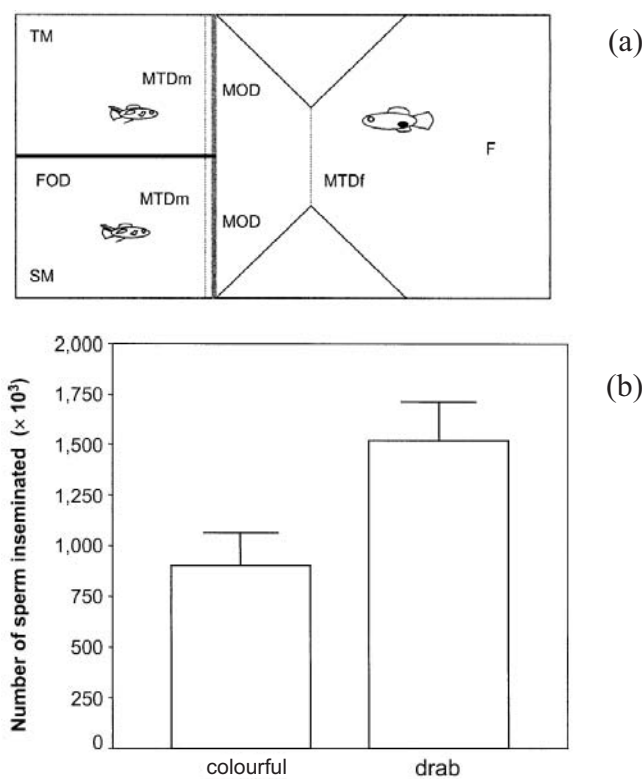 (a)
TM
MTDm
MOD
F
FOD
MTDm
MTDf
MOD
SM
(b)
Number of sperm inseminated (× 10³)
2,000
1,750
1,500
1,250
1,000
750
500
250
0
colourful drab